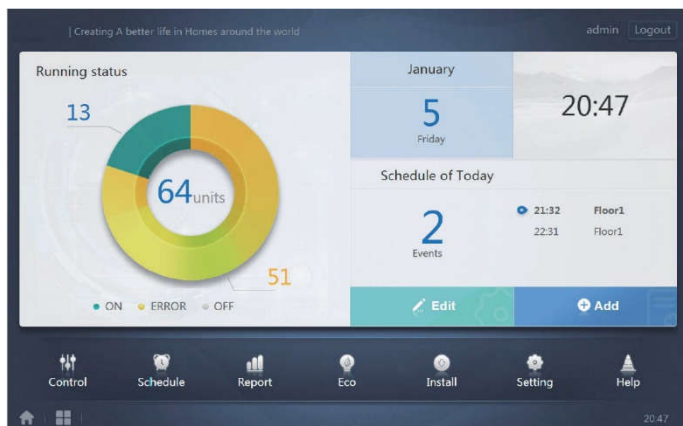 | Creating A better life in Homes around the world
admin Logout
Running status
13
64units
51
ON ERROR OFF
January
5
Friday
20:47
Schedule of Today
2
Events
21:32 Floor1
22:31 Floor1
Edit
Add
Control Schedule Report Eco Install Setting Help
20:47